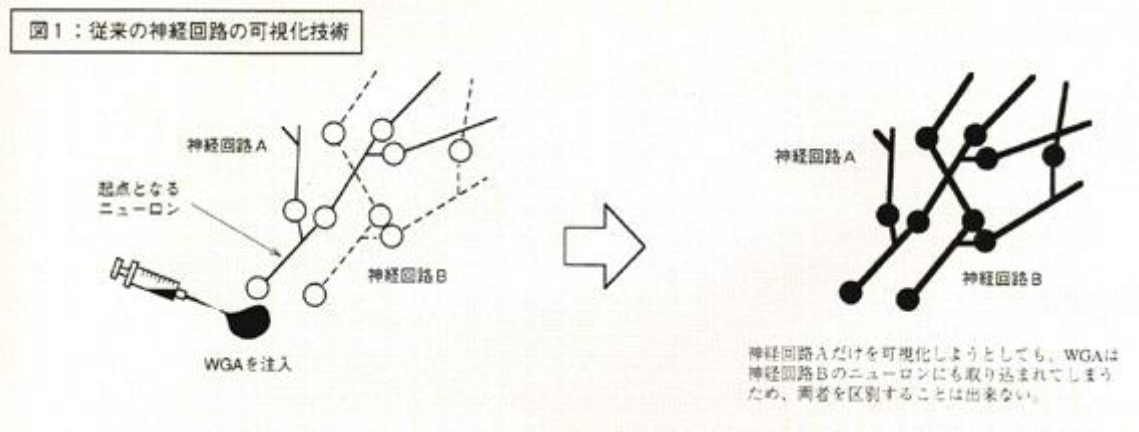 図1:従来の神経回路の可視化技術
神経回路A
起点となる
ニューロン
神経回路B
WGAを注入
神経回路A
神経回路B
神経回路Aだけを可視化しようとしても、WGAは
神経回路Bのニューロンにも取り込まれてしまう
ため、両者を区別することは出来ない。